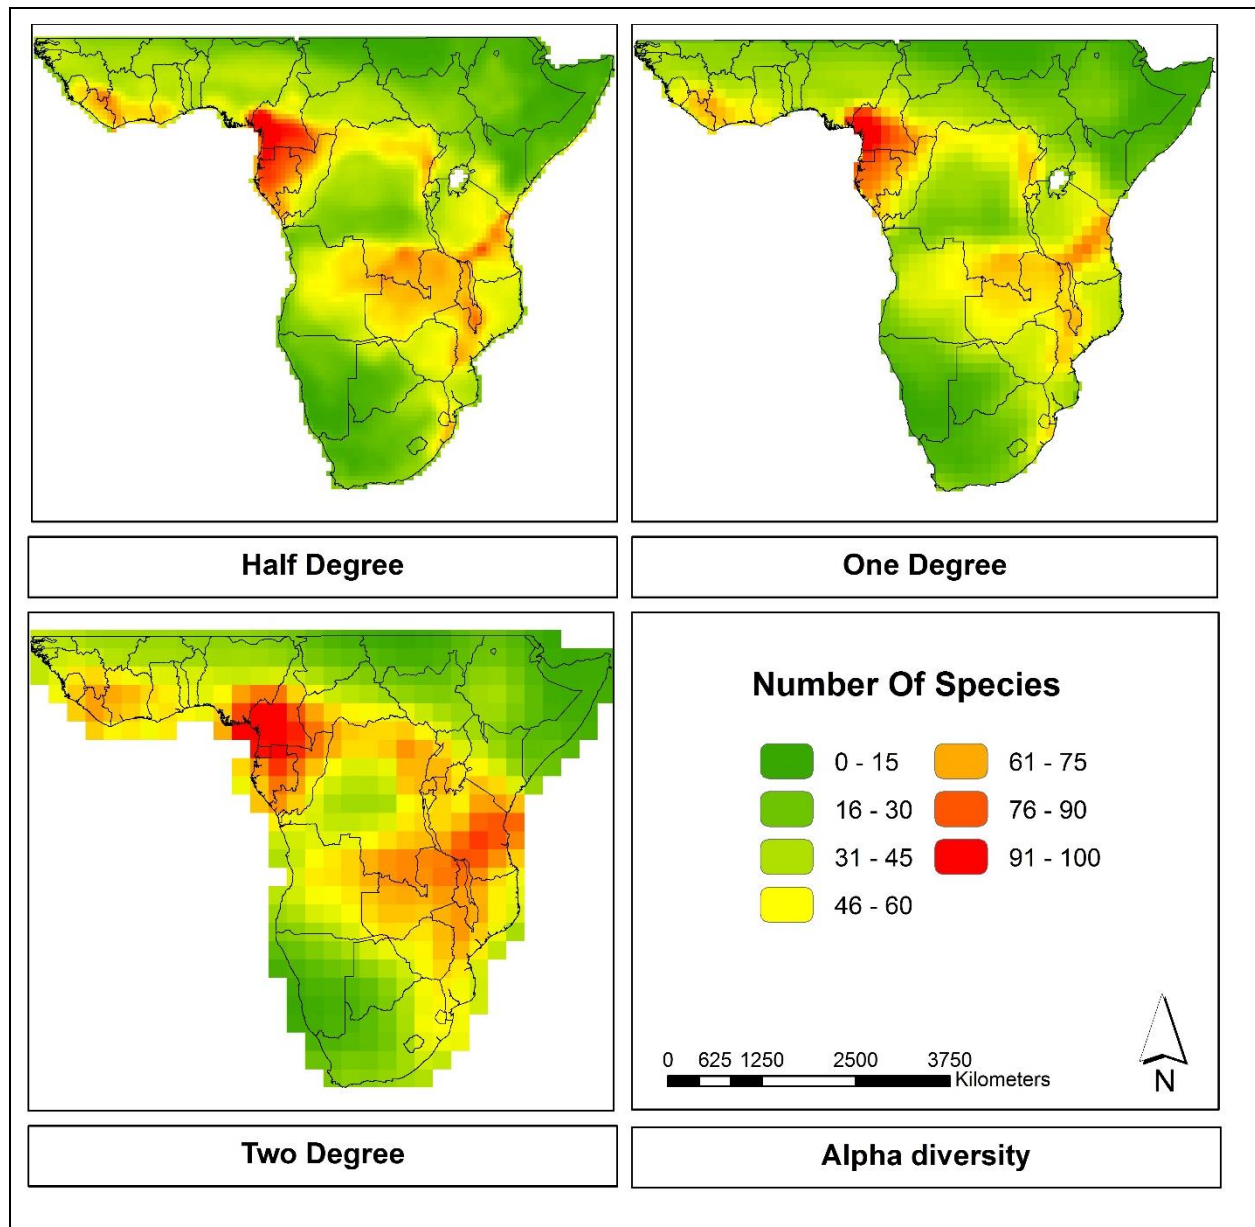 Half Degree
One Degree
Number Of Species
0 - 15
61 - 75
16 - 30
76 - 90
31 - 45
91 - 100
46 - 60
0 625 1250 2500 3750
Kilometers
N
Two Degree
Alpha diversity